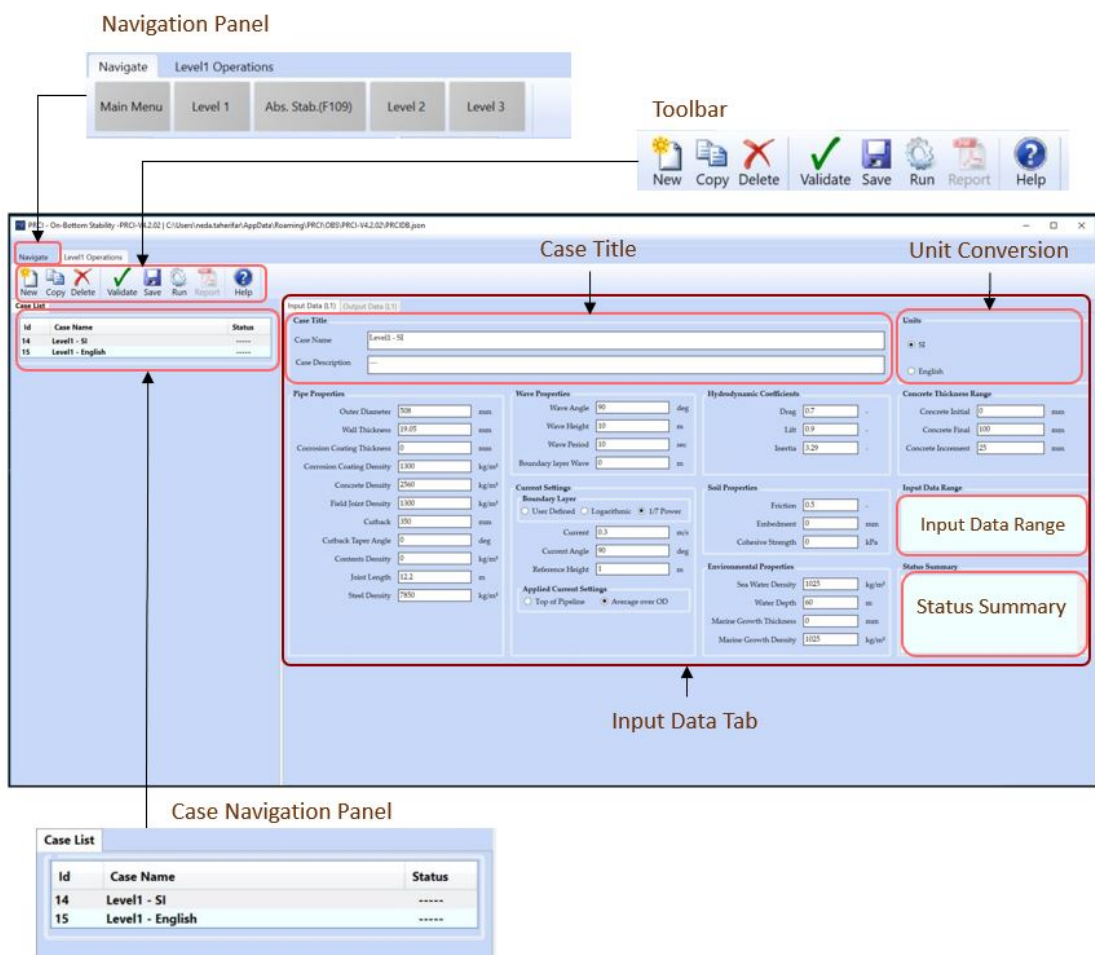 Navigation Panel
Navigate Level1 Operations
Main Menu Level 1 Abs. Stab.(F109) Level 2 Level 3
Toolbar
New Copy Delete Validate Save Run Report Help
PRCI - On-Bottom Stability -PRCI-V4.2.02 | C:\Users\neda.taherifar\AppData\Roaming\PRCI\OBS\PRCI-V4.2.02\PRCIDB.json
Case Title
Unit Conversion
Navigate Level1 Operations
New Copy Delete Validate Save Run Report Help
Case List
Id Case Name Status
14 Level1 - SI -----
15 Level1 - English -----
Input Data (L1) Output Data (L1)
Case Title
Case Name Level1 - SI
Case Description ---
Units
SI
English
Pipe Properties
Outer Diameter 508 mm
Wall Thickness 19.05 mm
Corrosion Coating Thickness 0 mm
Corrosion Coating Density 1300 kg/m³
Concrete Density 2560 kg/m³
Field Joint Density 1300 kg/m³
Cutback 350 mm
Cutback Taper Angle 0 deg
Contents Density 0 kg/m³
Joint Length 12.2 m
Steel Density 7850 kg/m³
Wave Properties
Wave Angle 90 deg
Wave Height 10 m
Wave Period 10 sec
Boundary layer Wave 0 m
Current Settings
Boundary Layer
User Defined Logarithmic 1/7 Power
Current 0.3 m/s
Current Angle 90 deg
Reference Height 1 m
Applied Current Settings
Top of Pipeline Average over OD
Hydrodynamic Coefficients
Drag 0.7 -
Lift 0.9 -
Inertia 3.29 -
Soil Properties
Friction 0.5 -
Embedment 0 mm
Cohesive Strength 0 kPa
Environmental Properties
Sea Water Density 1025 kg/m³
Water Depth 60 m
Marine Growth Thickness 0 mm
Marine Growth Density 1025 kg/m³
Concrete Thickness Range
Concrete Initial 0 mm
Concrete Final 100 mm
Concrete Increment 25 mm
Input Data Range
Input Data Range
Status Summary
Status Summary
Input Data Tab
Case Navigation Panel
Case List
Id Case Name Status
14 Level1 - SI -----
15 Level1 - English -----